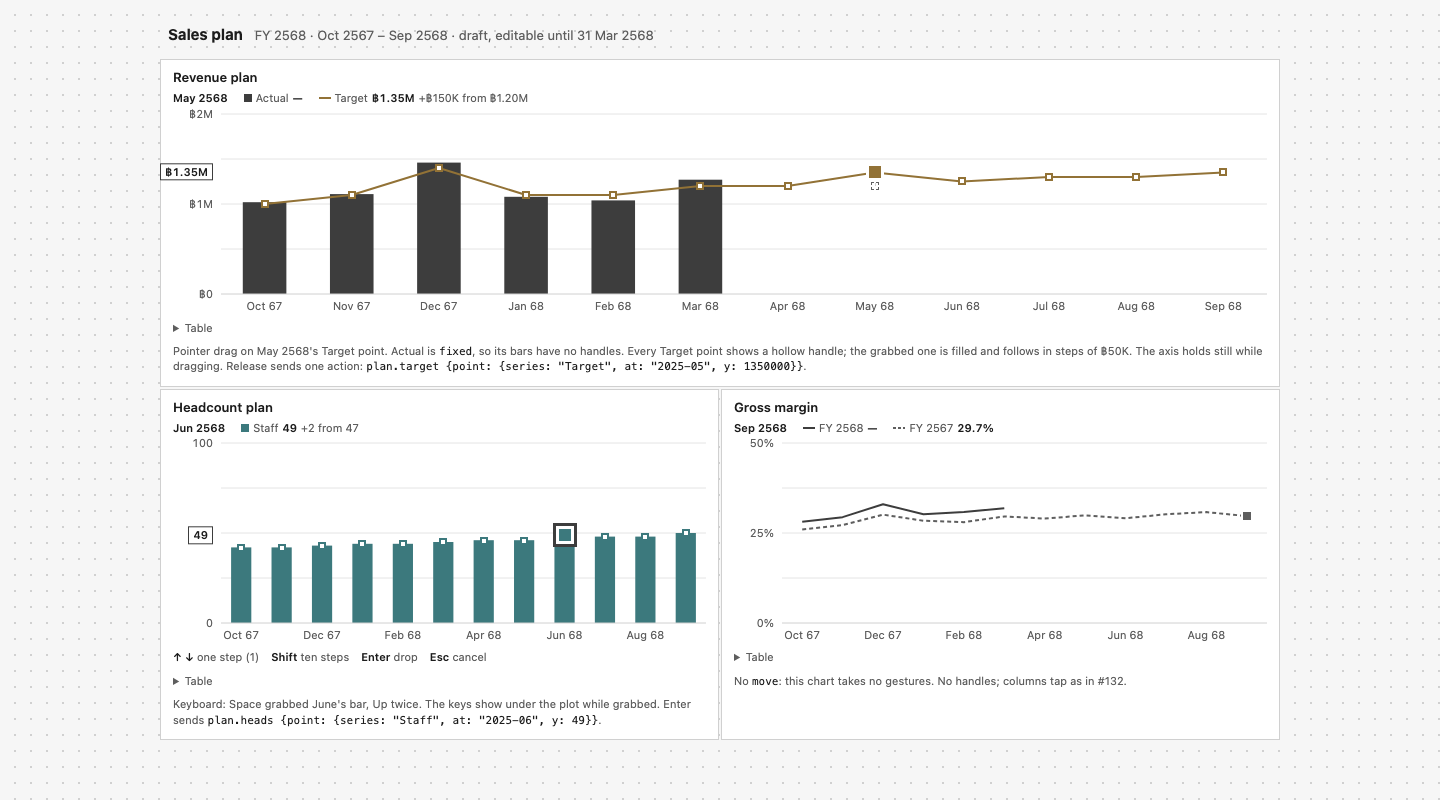 Sales plan FY 2568 · Oct 2567 – Sep 2568 · draft, editable until 31 Mar 2568
Revenue plan
May 2568 Actual — Target ฿1.35M +฿150K from ฿1.20M
฿2M
฿1.35M
฿1M
฿0
Oct 67 Nov 67 Dec 67 Jan 68 Feb 68 Mar 68 Apr 68 May 68 Jun 68 Jul 68 Aug 68 Sep 68
Table
Pointer drag on May 2568's Target point. Actual is fixed, so its bars have no handles. Every Target point shows a hollow handle; the grabbed one is filled and follows in steps of ฿50K. The axis holds still while
dragging. Release sends one action: plan.target {point: {series: "Target", at: "2025-05", y: 1350000}}.
Headcount plan
Jun 2568 Staff 49 +2 from 47
100
49
0
Oct 67 Dec 67 Feb 68 Apr 68 Jun 68 Aug 68
↑ ↓ one step (1) Shift ten steps Enter drop Esc cancel
Table
Keyboard: Space grabbed June's bar, Up twice. The keys show under the plot while grabbed. Enter
sends plan.heads {point: {series: "Staff", at: "2025-06", y: 49}}.
Gross margin
Sep 2568 FY 2568 — FY 2567 29.7%
50%
25%
0%
Oct 67 Dec 67 Feb 68 Apr 68 Jun 68 Aug 68
Table
No move: this chart takes no gestures. No handles; columns tap as in #132.